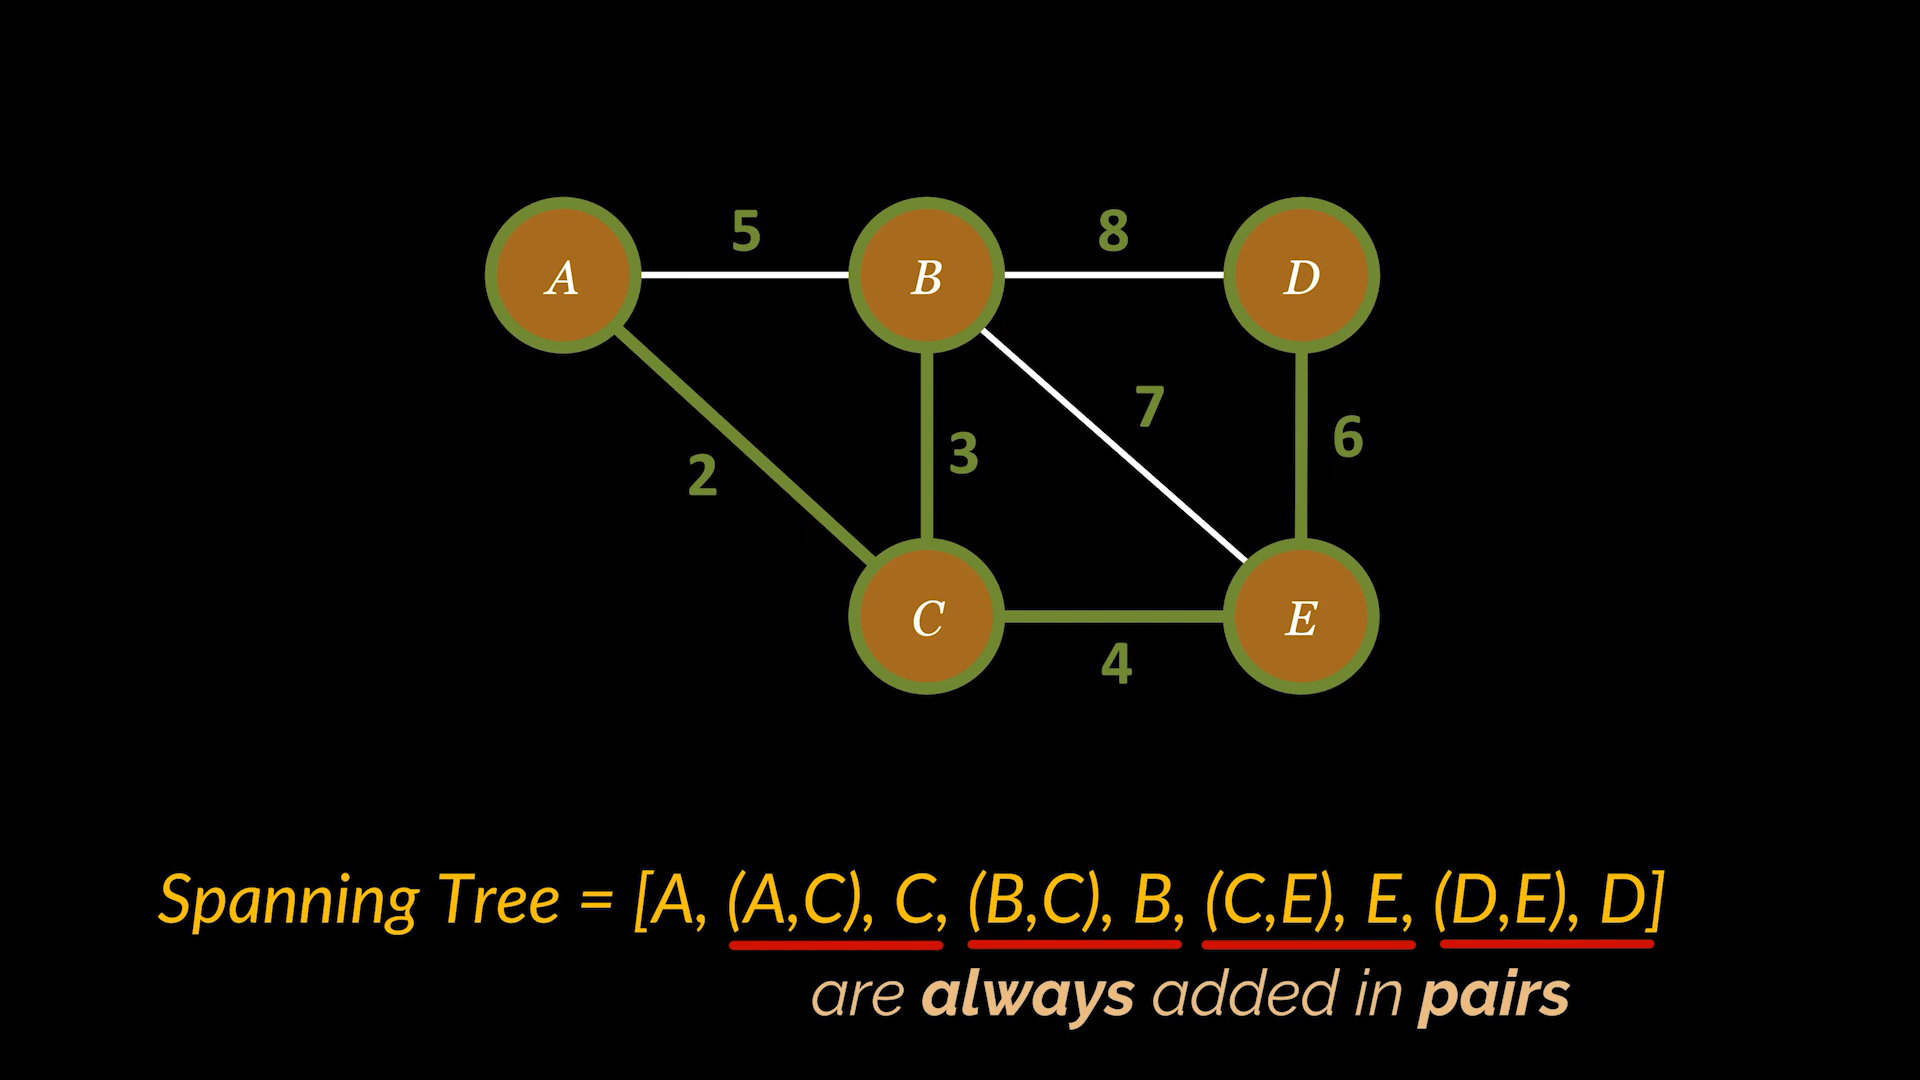 5 8
A B D
7
6
3
2
C E
4
Spanning Tree = [A, (A,C), C, (B,C), B, (C,E), E, (D,E), D]
are always added in pairs